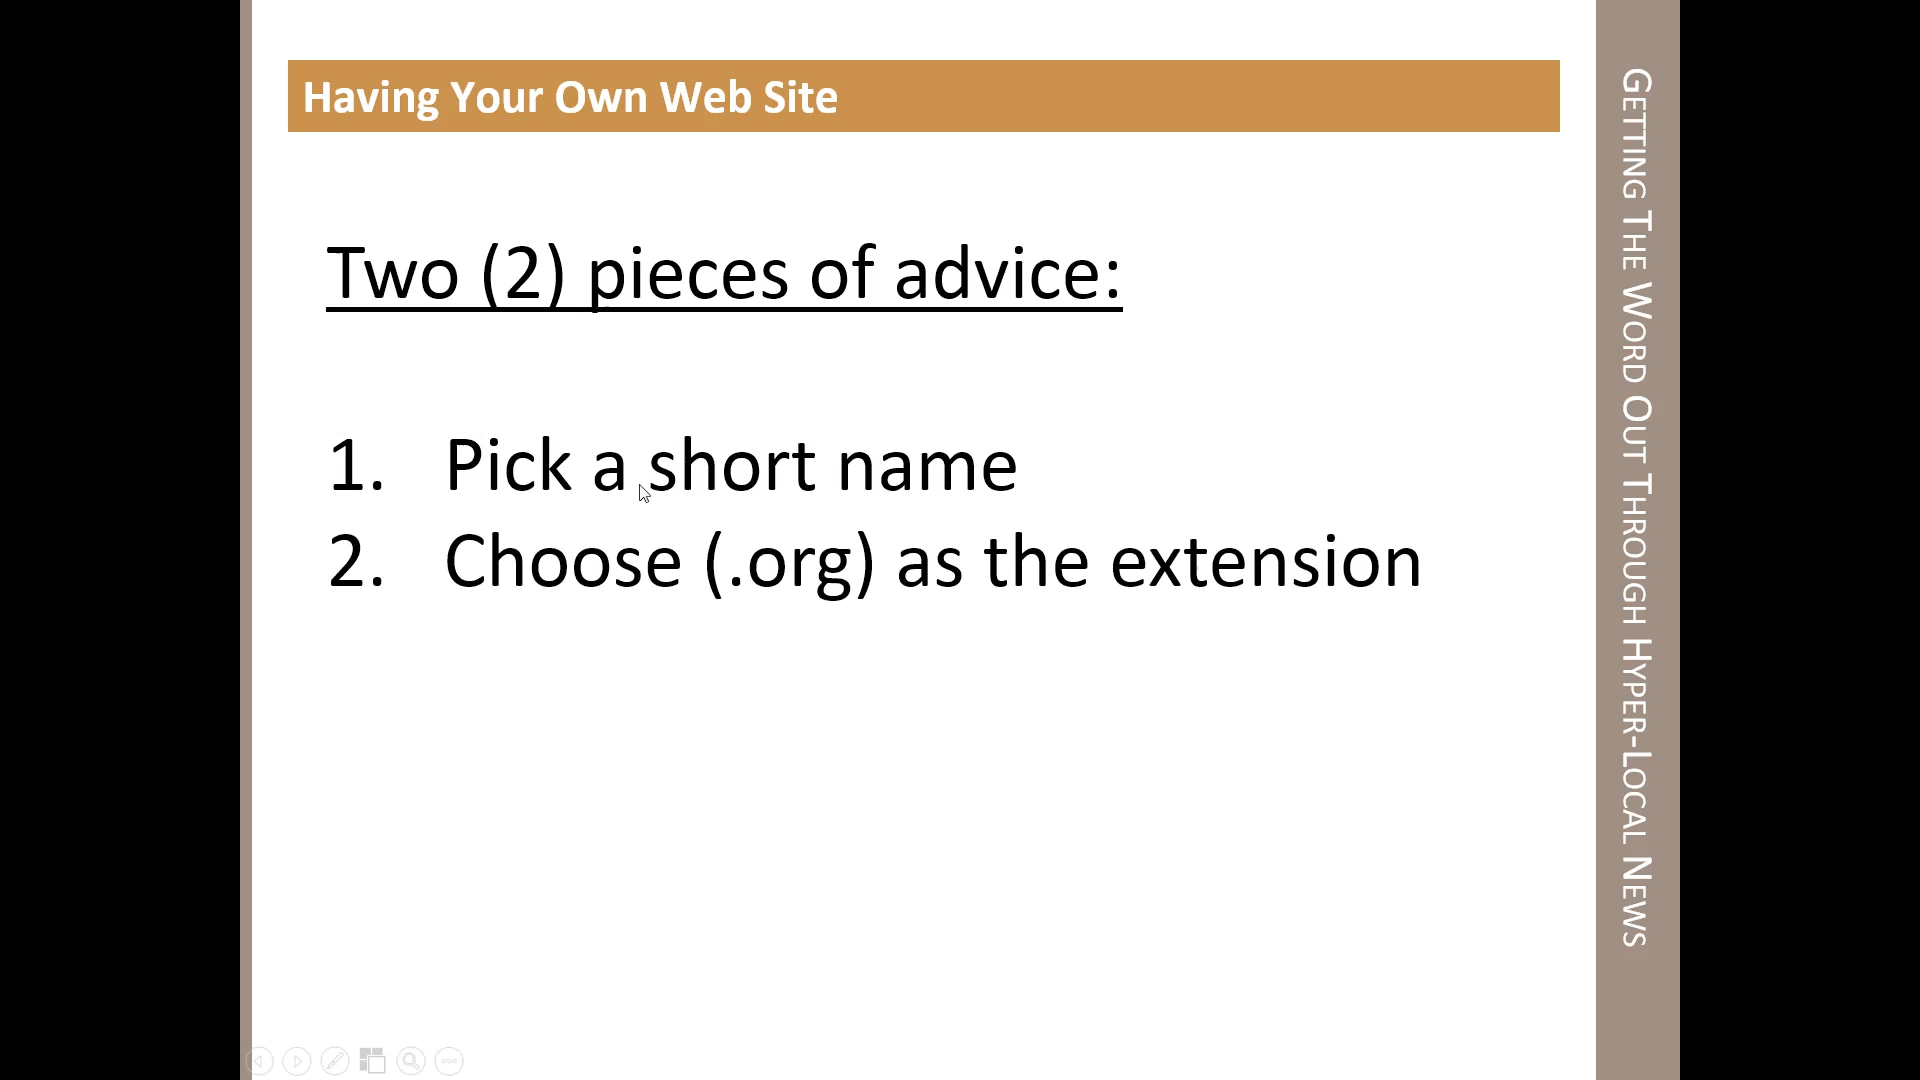 Having Your Own Web Site
Two (2) pieces of advice:
1. Pick a short name
2. Choose (.org) as the extension
Getting The Word Out Through Hyper-Local News